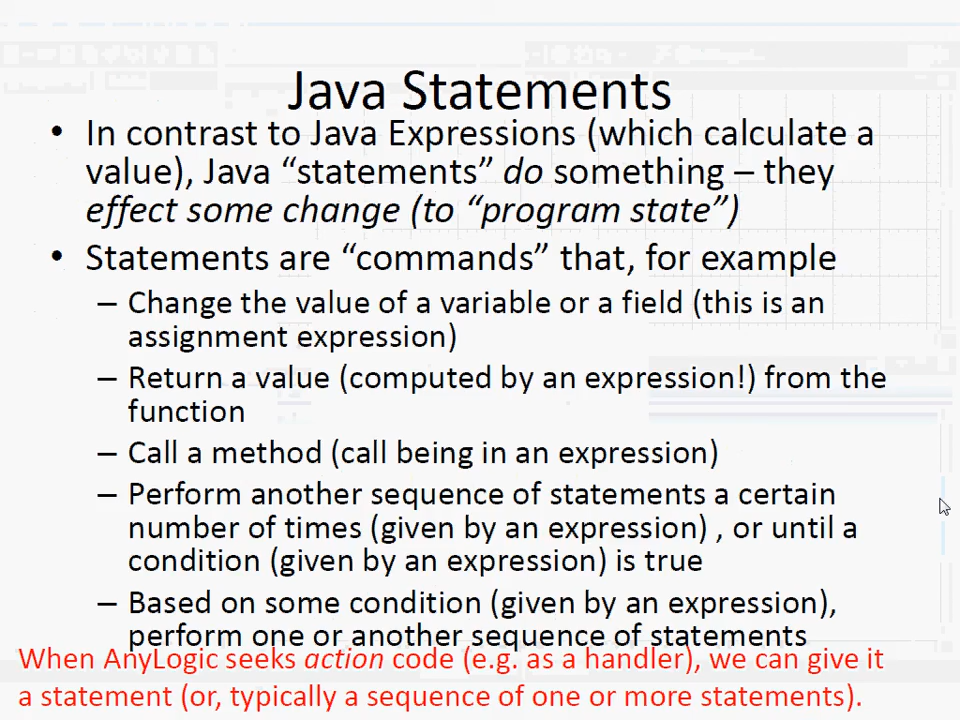 Java Statements
• In contrast to Java Expressions (which calculate a
value), Java “statements” do something – they
effect some change (to “program state”)
• Statements are “commands” that, for example
– Change the value of a variable or a field (this is an
assignment expression)
– Return a value (computed by an expression!) from the
function
– Call a method (call being in an expression)
– Perform another sequence of statements a certain
number of times (given by an expression) , or until a
condition (given by an expression) is true
– Based on some condition (given by an expression),
perform one or another sequence of statements
When AnyLogic seeks action code (e.g. as a handler), we can give it
a statement (or, typically a sequence of one or more statements).